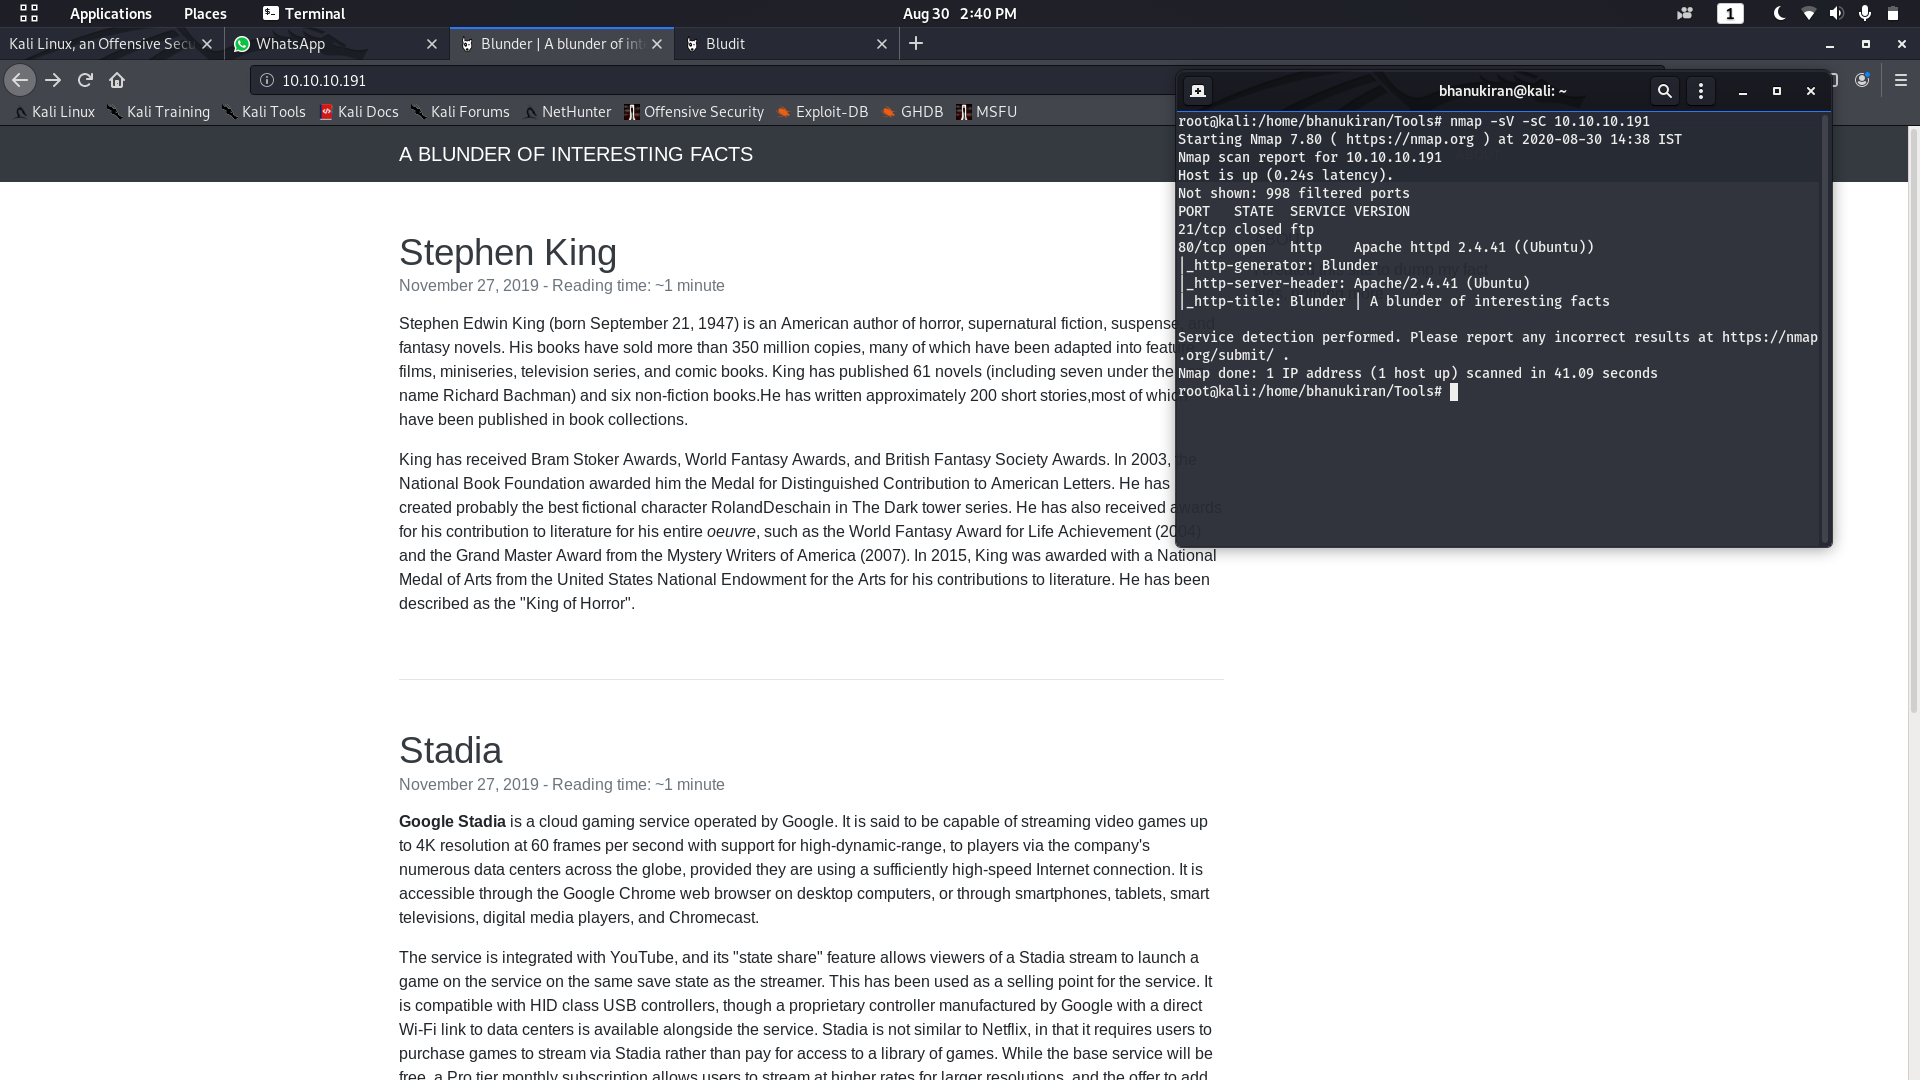 Applications Places Terminal Aug 30 2:40 PM 1
Kali Linux, an Offensive Secu WhatsApp Blunder | A blunder of int Bludit
10.10.10.191
Kali Linux Kali Training Kali Tools Kali Docs Kali Forums NetHunter Offensive Security Exploit-DB GHDB MSFU
A BLUNDER OF INTERESTING FACTS
Stephen King
November 27, 2019 - Reading time: ~1 minute
Stephen Edwin King (born September 21, 1947) is an American author of horror, supernatural fiction, suspense, and
fantasy novels. His books have sold more than 350 million copies, many of which have been adapted into feature
films, miniseries, television series, and comic books. King has published 61 novels (including seven under the
name Richard Bachman) and six non-fiction books.He has written approximately 200 short stories,most of which
have been published in book collections.
King has received Bram Stoker Awards, World Fantasy Awards, and British Fantasy Society Awards. In 2003, the
National Book Foundation awarded him the Medal for Distinguished Contribution to American Letters. He has
created probably the best fictional character RolandDeschain in The Dark tower series. He has also received awards
for his contribution to literature for his entire oeuvre, such as the World Fantasy Award for Life Achievement (2004)
and the Grand Master Award from the Mystery Writers of America (2007). In 2015, King was awarded with a National
Medal of Arts from the United States National Endowment for the Arts for his contributions to literature. He has been
described as the "King of Horror".
Stadia
November 27, 2019 - Reading time: ~1 minute
Google Stadia is a cloud gaming service operated by Google. It is said to be capable of streaming video games up
to 4K resolution at 60 frames per second with support for high-dynamic-range, to players via the company's
numerous data centers across the globe, provided they are using a sufficiently high-speed Internet connection. It is
accessible through the Google Chrome web browser on desktop computers, or through smartphones, tablets, smart
televisions, digital media players, and Chromecast.
The service is integrated with YouTube, and its "state share" feature allows viewers of a Stadia stream to launch a
game on the service on the same save state as the streamer. This has been used as a selling point for the service. It
is compatible with HID class USB controllers, though a proprietary controller manufactured by Google with a direct
Wi-Fi link to data centers is available alongside the service. Stadia is not similar to Netflix, in that it requires users to
purchase games to stream via Stadia rather than pay for access to a library of games. While the base service will be
free, a Pro tier monthly subscription allows users to stream at higher rates for larger resolutions, and the offer to add
bhanukiran@kali: ~
root@kali:/home/bhanukiran/Tools# nmap -sV -sC 10.10.10.191
Starting Nmap 7.80 ( https://nmap.org ) at 2020-08-30 14:38 IST
Nmap scan report for 10.10.10.191
Host is up (0.24s latency).
Not shown: 998 filtered ports
PORT   STATE  SERVICE VERSION
21/tcp closed ftp
80/tcp open   http    Apache httpd 2.4.41 ((Ubuntu))
|_http-generator: Blunder
|_http-server-header: Apache/2.4.41 (Ubuntu)
|_http-title: Blunder | A blunder of interesting facts
Service detection performed. Please report any incorrect results at https://nmap
.org/submit/ .
Nmap done: 1 IP address (1 host up) scanned in 41.09 seconds
root@kali:/home/bhanukiran/Tools#